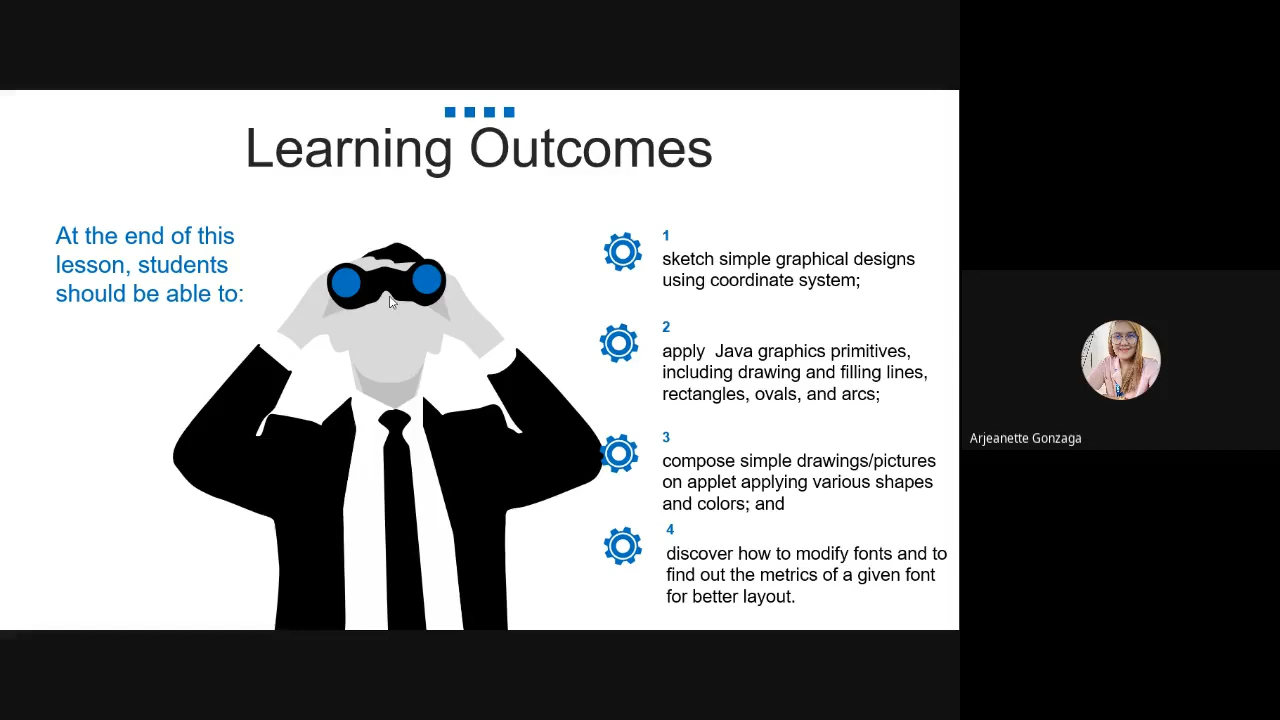 Learning Outcomes
At the end of this
lesson, students
should be able to:
1
sketch simple graphical designs
using coordinate system;
2
apply  Java graphics primitives,
including drawing and filling lines,
rectangles, ovals, and arcs;
3
compose simple drawings/pictures
on applet applying various shapes
and colors; and
4
discover how to modify fonts and to
find out the metrics of a given font
for better layout.
Arjeanette Gonzaga